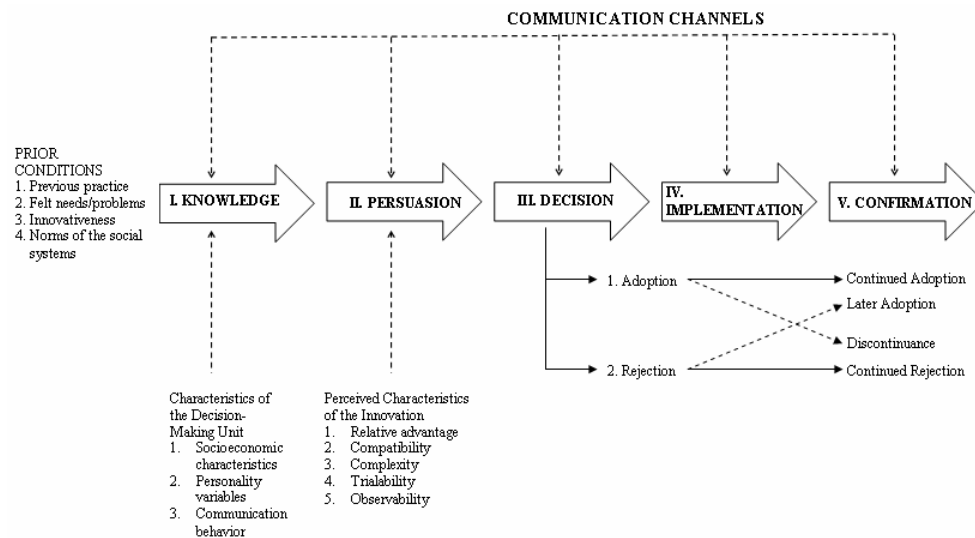 COMMUNICATION CHANNELS
PRIOR
CONDITIONS
1. Previous practice
2. Felt needs/problems
3. Innovativeness
4. Norms of the social
systems
I. KNOWLEDGE
II. PERSUASION
III. DECISION
IV.
IMPLEMENTATION
V. CONFIRMATION
1. Adoption
2. Rejection
Continued Adoption
Later Adoption
Discontinuance
Continued Rejection
Characteristics of
the Decision-
Making Unit
1. Socioeconomic
characteristics
2. Personality
variables
3. Communication
behavior
Perceived Characteristics
of the Innovation
1. Relative advantage
2. Compatibility
3. Complexity
4. Trialability
5. Observability